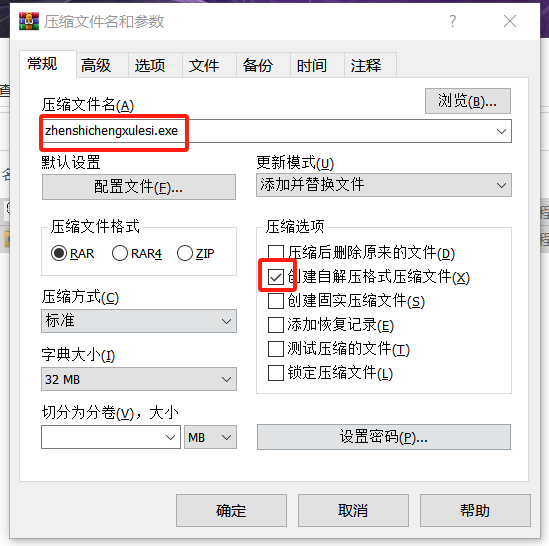 压缩文件名和参数
常规 高级 选项 文件 备份 时间 注释
压缩文件名(A)
浏览(B)...
zhenshichengxulesi.exe
默认设置
配置文件(F)...
更新模式(U)
添加并替换文件
压缩文件格式
RAR RAR4 ZIP
压缩方式(C)
标准
字典大小(I)
32 MB
切分为分卷(V)，大小
MB
压缩选项
压缩后删除原来的文件(D)
创建自解压格式压缩文件(X)
创建固实压缩文件(S)
添加恢复记录(E)
测试压缩的文件(T)
锁定压缩文件(L)
设置密码(P)...
确定 取消 帮助